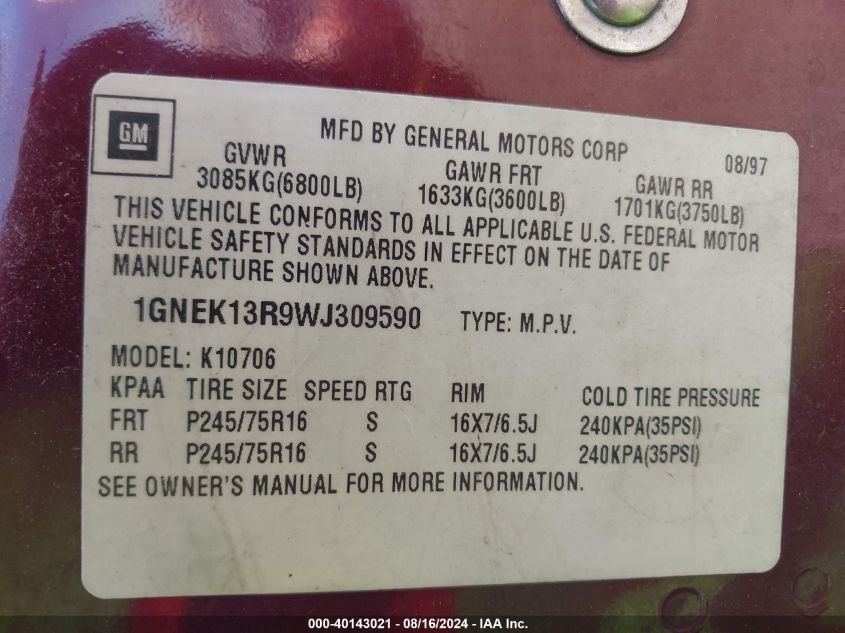 GM
MFD BY GENERAL MOTORS CORP 08/97
GVWR GAWR FRT GAWR RR
3085KG(6800LB) 1633KG(3600LB) 1701KG(3750LB)
THIS VEHICLE CONFORMS TO ALL APPLICABLE U.S. FEDERAL MOTOR
VEHICLE SAFETY STANDARDS IN EFFECT ON THE DATE OF
MANUFACTURE SHOWN ABOVE.
1GNEK13R9WJ309590 TYPE: M.P.V.
MODEL: K10706
KPAA TIRE SIZE SPEED RTG RIM COLD TIRE PRESSURE
FRT P245/75R16 S 16X7/6.5J 240KPA(35PSI)
RR P245/75R16 S 16X7/6.5J 240KPA(35PSI)
SEE OWNER'S MANUAL FOR MORE INFORMATION.
000-40143021 - 08/16/2024 - IAA Inc.